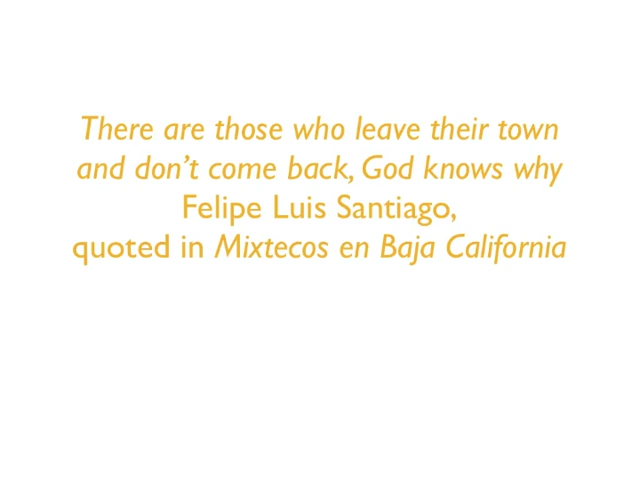 There are those who leave their town
and don’t come back, God knows why
Felipe Luis Santiago,
quoted in Mixtecos en Baja California